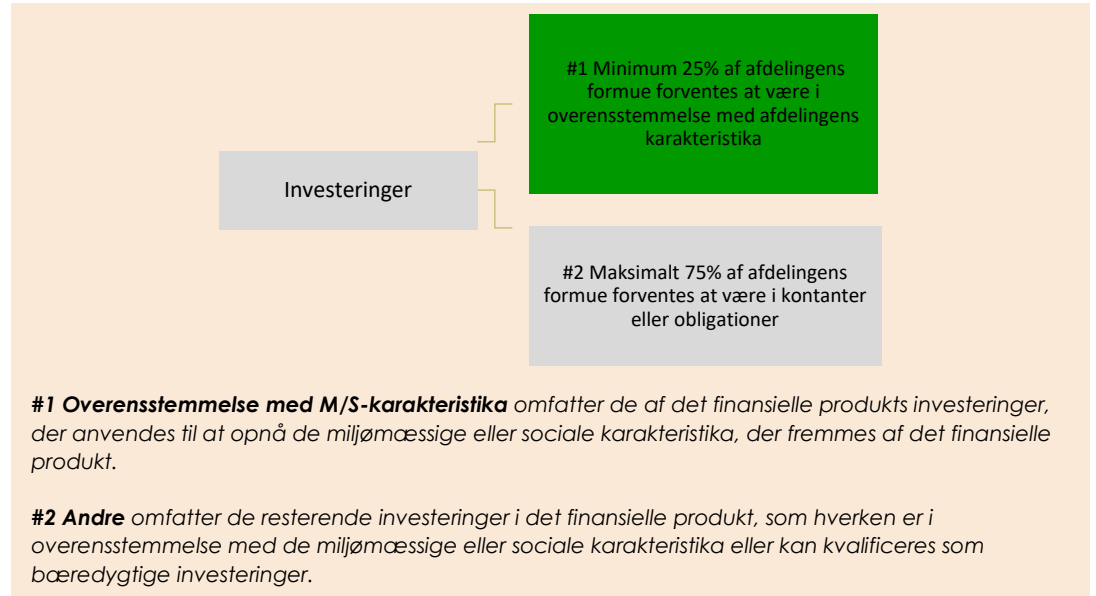 #1 Minimum 25% af afdelingens
formue forventes at være i
overensstemmelse med afdelingens
karakteristika
Investeringer
#2 Maksimalt 75% af afdelingens
formue forventes at være i kontanter
eller obligationer
#1 Overensstemmelse med M/S-karakteristika omfatter de af det finansielle produkts investeringer,
der anvendes til at opnå de miljømæssige eller sociale karakteristika, der fremmes af det finansielle
produkt.
#2 Andre omfatter de resterende investeringer i det finansielle produkt, som hverken er i
overensstemmelse med de miljømæssige eller sociale karakteristika eller kan kvalificeres som
bæredygtige investeringer.